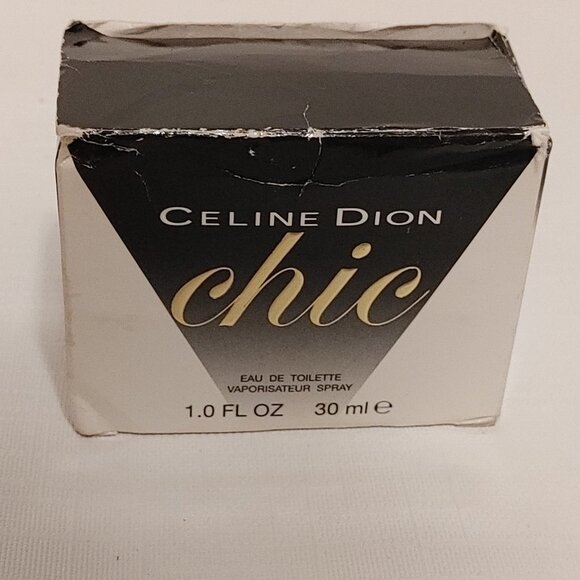 CELINE DION
chic
EAU DE TOILETTE
VAPORISATEUR SPRAY
1.0 FL OZ 30 ml ℮